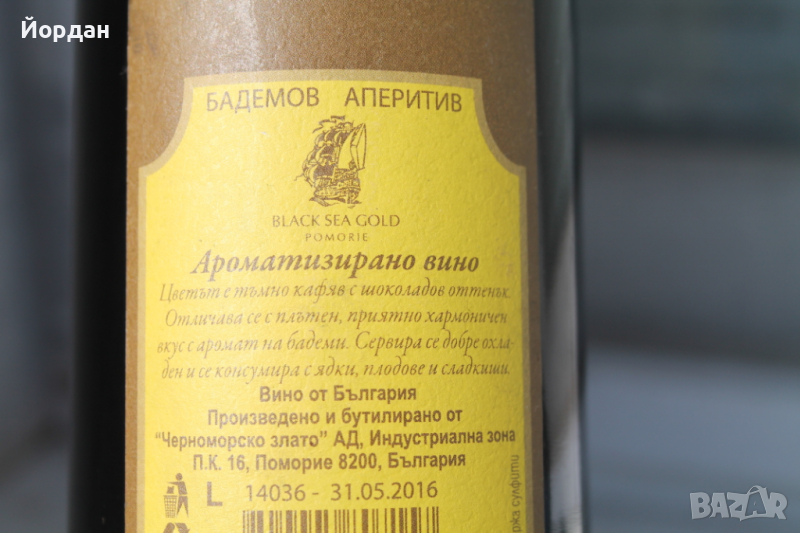 Йордан
БАДЕМОВ АПЕРИТИВ
BLACK SEA GOLD
POMORIE
Ароматизирано вино
Цветът е тъмно кафяв с шоколадов оттенък.
Отличава се с плътен, приятно хармоничен
вкус с аромат на бадеми. Сервира се добре охла-
ден и се консумира с ядки, плодове и сладкиши.
Вино от България
Произведено и бутилирано от
"Черноморско злато" АД, Индустриална зона
П.К. 16, Поморие 8200, България
L 14036 - 31.05.2016
сулфити
BAZAR